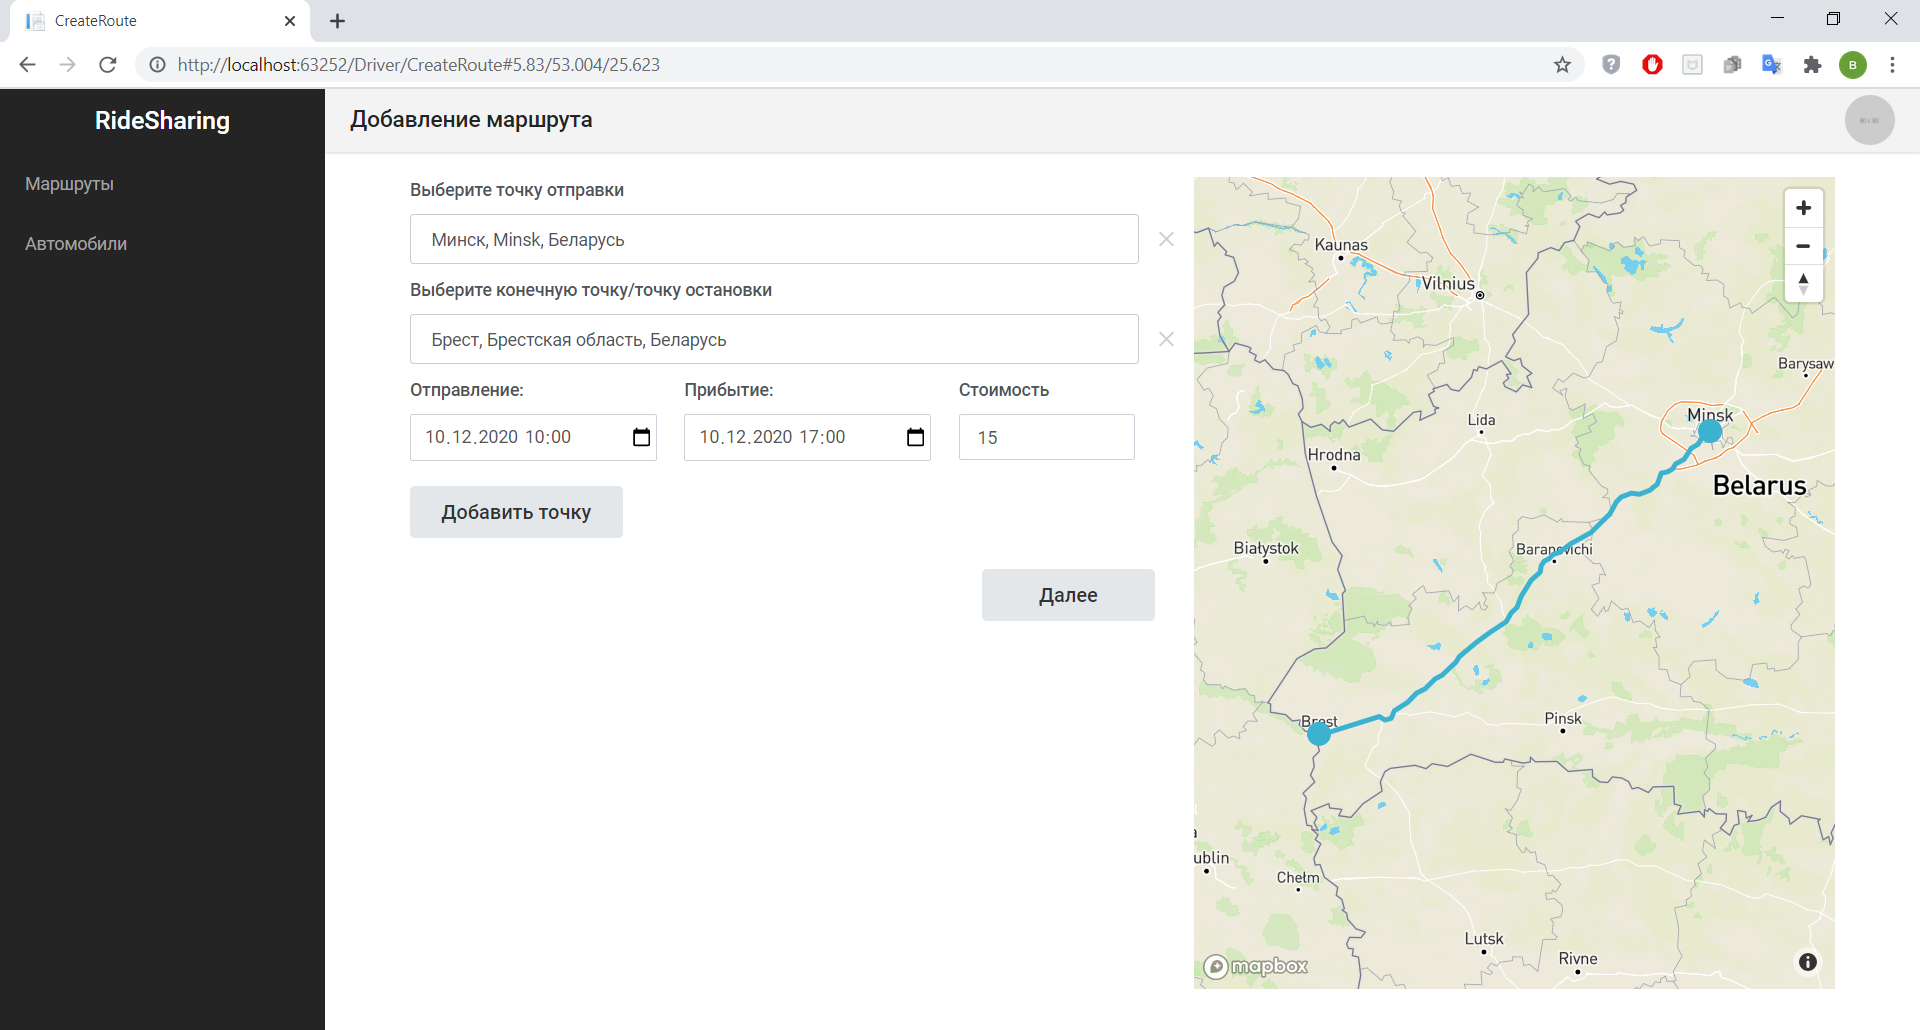 CreateRoute
http://localhost:63252/Driver/CreateRoute#5.83/53.004/25.623
B
RideSharing
Маршруты
Автомобили
Добавление маршрута
Выберите точку отправки
Минск, Minsk, Беларусь
Выберите конечную точку/точку остановки
Брест, Брестская область, Беларусь
Отправление:
Прибытие:
Стоимость
10.12.2020 10:00
10.12.2020 17:00
15
Добавить точку
Далее
Kaunas
Vilnius
Barysaw
Lida
Minsk
Hrodna
Belarus
Białystok
Baranovichi
Brest
Pinsk
ublin
Chełm
Lutsk
Rivne
mapbox